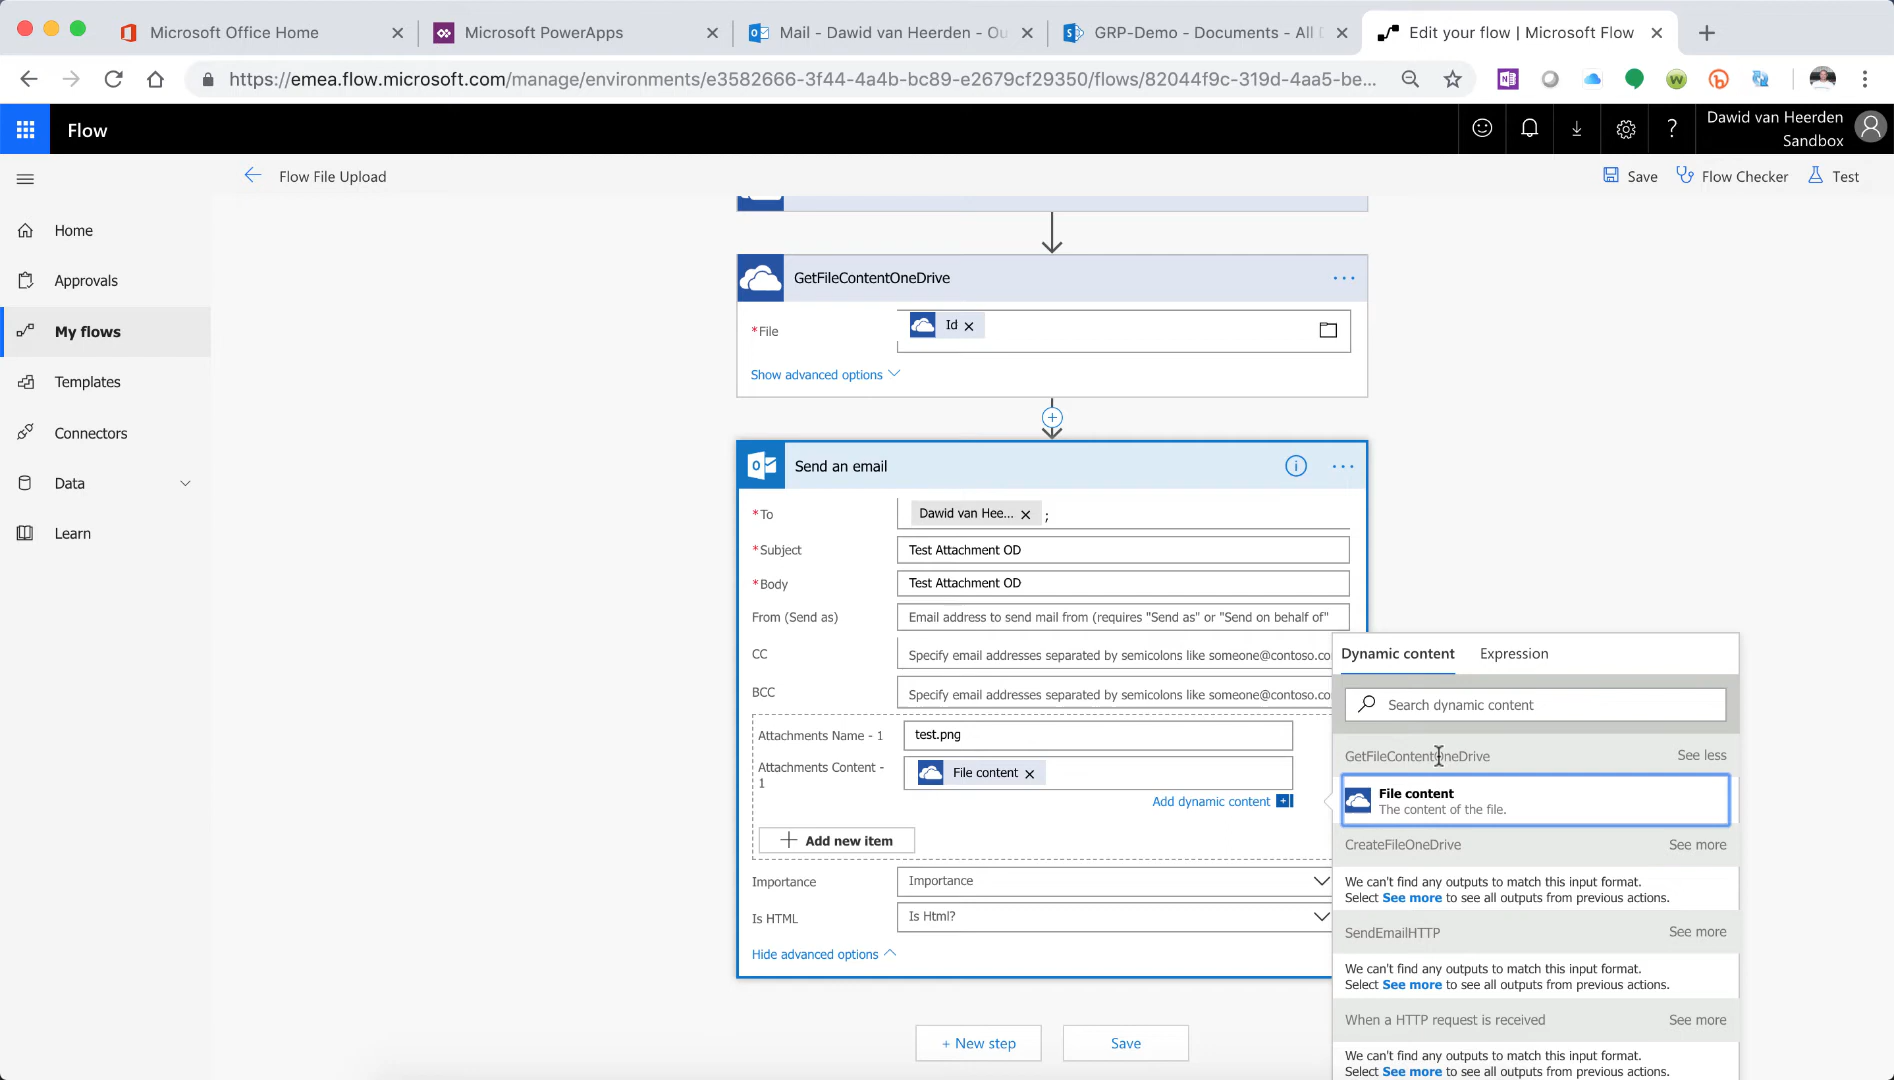 Microsoft Office Home
Microsoft PowerApps
Mail - Dawid van Heerden - Ou
GRP-Demo - Documents - All D
Edit your flow | Microsoft Flow
https://emea.flow.microsoft.com/manage/environments/e3582666-3f44-4a4b-bc89-e2679cf29350/flows/82044f9c-319d-4aa5-be...
Flow
Dawid van Heerden
Sandbox
Flow File Upload
Save
Flow Checker
Test
Home
Approvals
My flows
Templates
Connectors
Data
Learn
GetFileContentOneDrive
*File
Id
Show advanced options
Send an email
*To
Dawid van Hee... ;
*Subject
Test Attachment OD
*Body
Test Attachment OD
From (Send as)
Email address to send mail from (requires "Send as" or "Send on behalf of"
CC
Specify email addresses separated by semicolons like someone@contoso.co
BCC
Specify email addresses separated by semicolons like someone@contoso.co
Attachments Name - 1
test.png
Attachments Content -
1
File content
Add dynamic content
Add new item
Importance
Importance
Is HTML
Is Html?
Hide advanced options
+ New step
Save
Dynamic content
Expression
Search dynamic content
GetFileContentOneDrive
See less
File content
The content of the file.
CreateFileOneDrive
See more
We can't find any outputs to match this input format.
Select See more to see all outputs from previous actions.
SendEmailHTTP
See more
We can't find any outputs to match this input format.
Select See more to see all outputs from previous actions.
When a HTTP request is received
See more
We can't find any outputs to match this input format.
Select See more to see all outputs from previous actions.